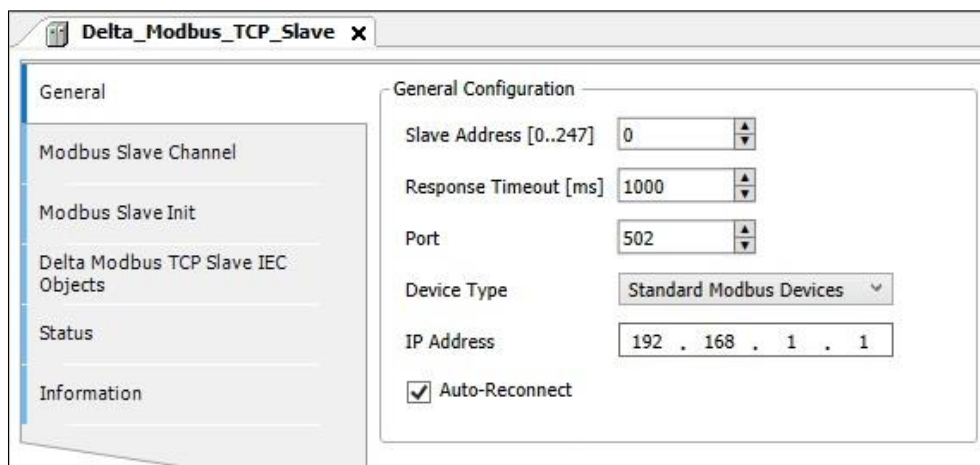 Delta_Modbus_TCP_Slave
General
Modbus Slave Channel
Modbus Slave Init
Delta Modbus TCP Slave IEC
Objects
Status
Information
General Configuration
Slave Address [0..247] 0
Response Timeout [ms] 1000
Port 502
Device Type Standard Modbus Devices
IP Address 192 . 168 . 1 . 1
Auto-Reconnect